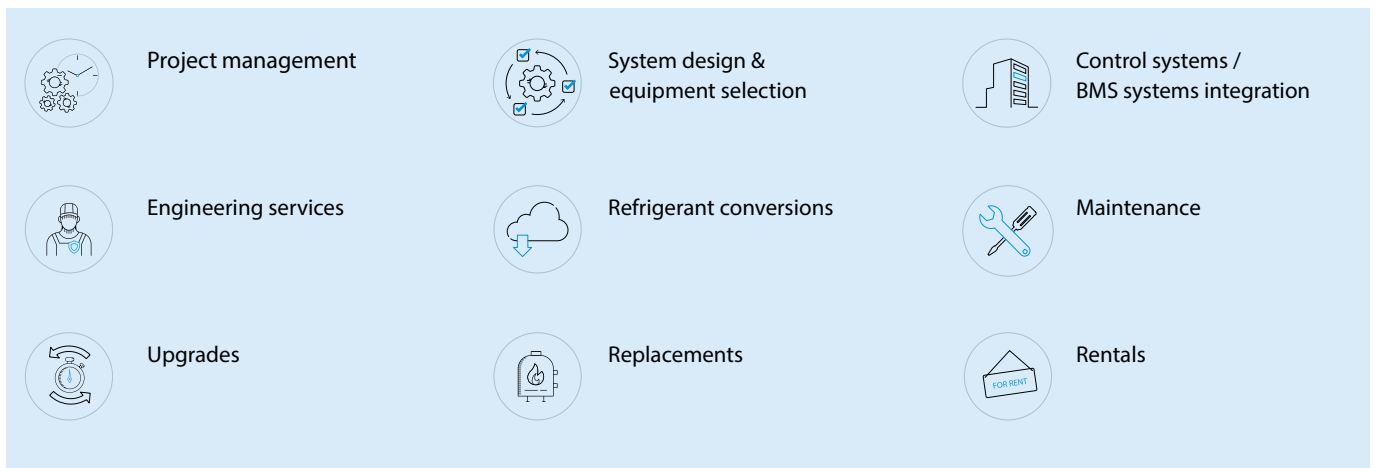 Project management
System design &
equipment selection
Control systems /
BMS systems integration
Engineering services
Refrigerant conversions
Maintenance
Upgrades
Replacements
Rentals
FOR RENT